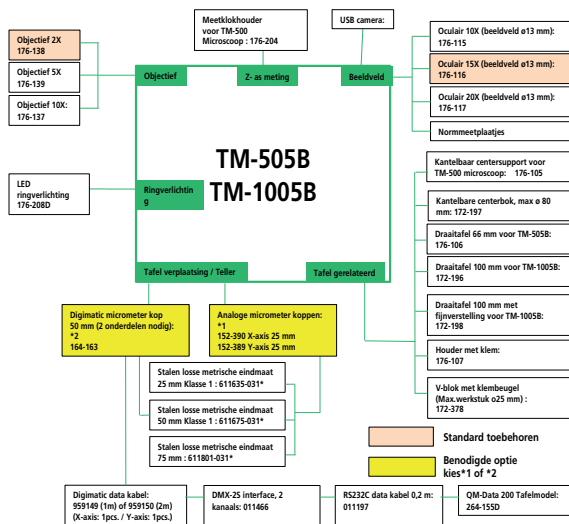 Meetklokhouder
voor TM-500
Microscoop : 176-204
USB camera:
Objectief 2X
176-138
Objectief 5X
176-139
Objectief 10X:
176-137
Oculair 10X (beeldveld ø13 mm):
176-115
Oculair 15X (beeldveld ø13 mm):
176-116
Oculair 20X (beeldveld ø13 mm):
176-117
Normmeetplaatjes
Objectief
Z- as meting
Beeldveld
TM-505B
TM-1005B
LED
ringverlichting
176-208D
Ringverlichtin
g
Kantelbaar centersupport voor
TM-500 microscoop: 176-105
Kantelbare centerbok, max ø 80
mm: 172-197
Draaitafel 66 mm voor TM-505B:
176-106
Draaitafel 100 mm voor TM-1005B:
172-196
Draaitafel 100 mm met
fijnverstelling voor TM-1005B:
172-198
Houder met klem:
176-107
V-blok met klembeugel
(Max.werkstuk o25 mm) :
172-378
Tafel verplaatsing / Teller
Tafel gerelateerd
Digimatic micrometer kop
50 mm (2 onderdelen nodig):
*2
164-163
Analoge micrometer koppen:
*1
152-390 X-axis 25 mm
152-389 Y-axis 25 mm
Stalen losse metrische eindmaat
25 mm Klasse 1 : 611635-031*
Stalen losse metrische eindmaat
50 mm Klasse 1 : 611675-031*
Stalen losse metrische eindmaat
75 mm : 611801-031*
Standard toebehoren
Benodigde optie
kies*1 of *2
Digimatic data kabel:
959149 (1m) of 959150 (2m)
(X-axis: 1pcs. / Y-axis: 1pcs.)
DMX-2S interface, 2
kanaals: 011466
RS232C data kabel 0,2 m:
011197
QM-Data 200 Tafelmodel:
264-155D